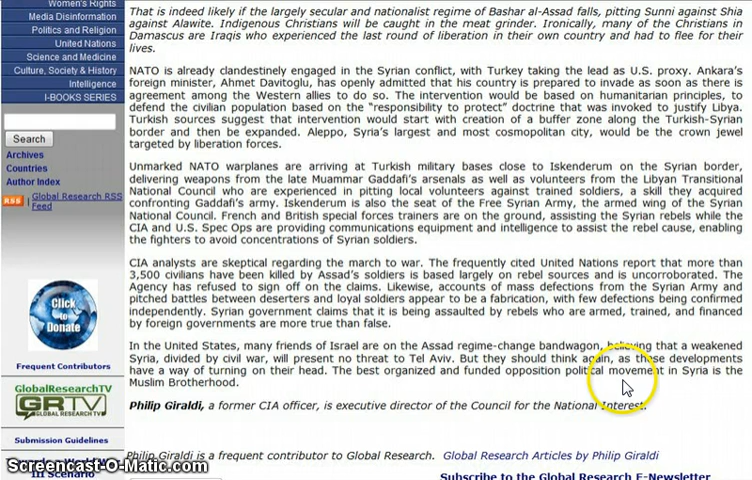 Women's Rights
Media Disinformation
Politics and Religion
United Nations
Science and Medicine
Culture, Society & History
Intelligence
I-BOOKS SERIES
Search
Archives
Countries
Author Index
RSS
Global Research RSS
Feed
Click
to
Donate
Frequent Contributors
GlobalResearchTV
GRTV
GLOBAL RESEARCH TV
Submission Guidelines
III Scenario
That is indeed likely if the largely secular and nationalist regime of Bashar al-Assad falls, pitting Sunni against Shia
against Alawite. Indigenous Christians will be caught in the meat grinder. Ironically, many of the Christians in
Damascus are Iraqis who experienced the last round of liberation in their own country and had to flee for their
lives.
NATO is already clandestinely engaged in the Syrian conflict, with Turkey taking the lead as U.S. proxy. Ankara's
foreign minister, Ahmet Davitoglu, has openly admitted that his country is prepared to invade as soon as there is
agreement among the Western allies to do so. The intervention would be based on humanitarian principles, to
defend the civilian population based on the "responsibility to protect" doctrine that was invoked to justify Libya.
Turkish sources suggest that intervention would start with creation of a buffer zone along the Turkish-Syrian
border and then be expanded. Aleppo, Syria's largest and most cosmopolitan city, would be the crown jewel
targeted by liberation forces.
Unmarked NATO warplanes are arriving at Turkish military bases close to Iskenderum on the Syrian border,
delivering weapons from the late Muammar Gaddafi's arsenals as well as volunteers from the Libyan Transitional
National Council who are experienced in pitting local volunteers against trained soldiers, a skill they acquired
confronting Gaddafi's army. Iskenderum is also the seat of the Free Syrian Army, the armed wing of the Syrian
National Council. French and British special forces trainers are on the ground, assisting the Syrian rebels while the
CIA and U.S. Spec Ops are providing communications equipment and intelligence to assist the rebel cause, enabling
the fighters to avoid concentrations of Syrian soldiers.
CIA analysts are skeptical regarding the march to war. The frequently cited United Nations report that more than
3,500 civilians have been killed by Assad's soldiers is based largely on rebel sources and is uncorroborated. The
Agency has refused to sign off on the claims. Likewise, accounts of mass defections from the Syrian Army and
pitched battles between deserters and loyal soldiers appear to be a fabrication, with few defections being confirmed
independently. Syrian government claims that it is being assaulted by rebels who are armed, trained, and financed
by foreign governments are more true than false.
In the United States, many friends of Israel are on the Assad regime-change bandwagon, believing that a weakened
Syria, divided by civil war, will present no threat to Tel Aviv. But they should think again, as these developments
have a way of turning on their head. The best organized and funded opposition political movement in Syria is the
Muslim Brotherhood.
Philip Giraldi, a former CIA officer, is executive director of the Council for the National Interest.
Philip Giraldi is a frequent contributor to Global Research. Global Research Articles by Philip Giraldi
Subscribe to the Global Research E-Newsletter
Screencast-O-Matic.com